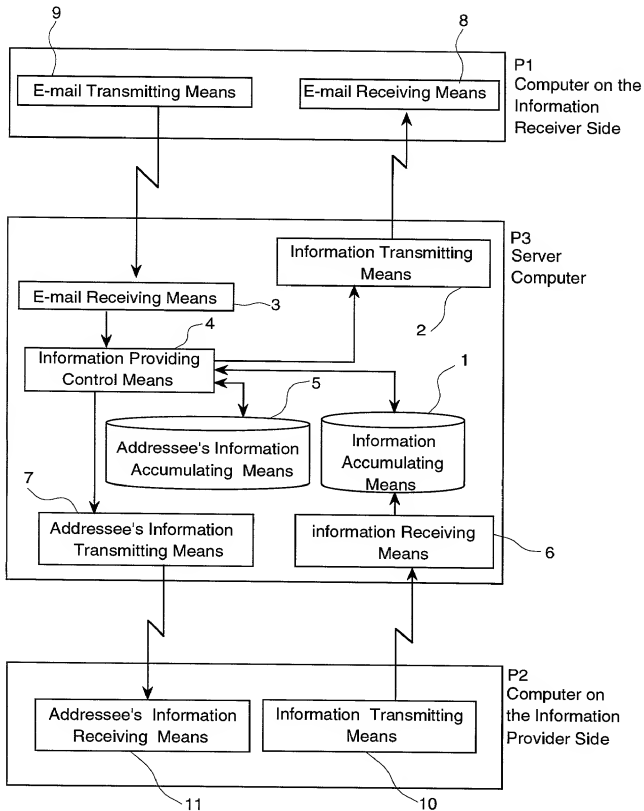 9
8
E-mail Transmitting Means
E-mail Receiving Means
P1
Computer on the
Information
Receiver Side
P3
Server
Computer
Information Transmitting
Means
2
E-mail Receiving Means
3
4
Information Providing
Control Means
5
1
Addressee's Information
Accumulating Means
Information
Accumulating
Means
7
Addressee's Information
Transmitting Means
information Receiving
Means
6
P2
Computer on
the Information
Provider Side
Addressee's Information
Receiving Means
Information Transmitting
Means
11
10